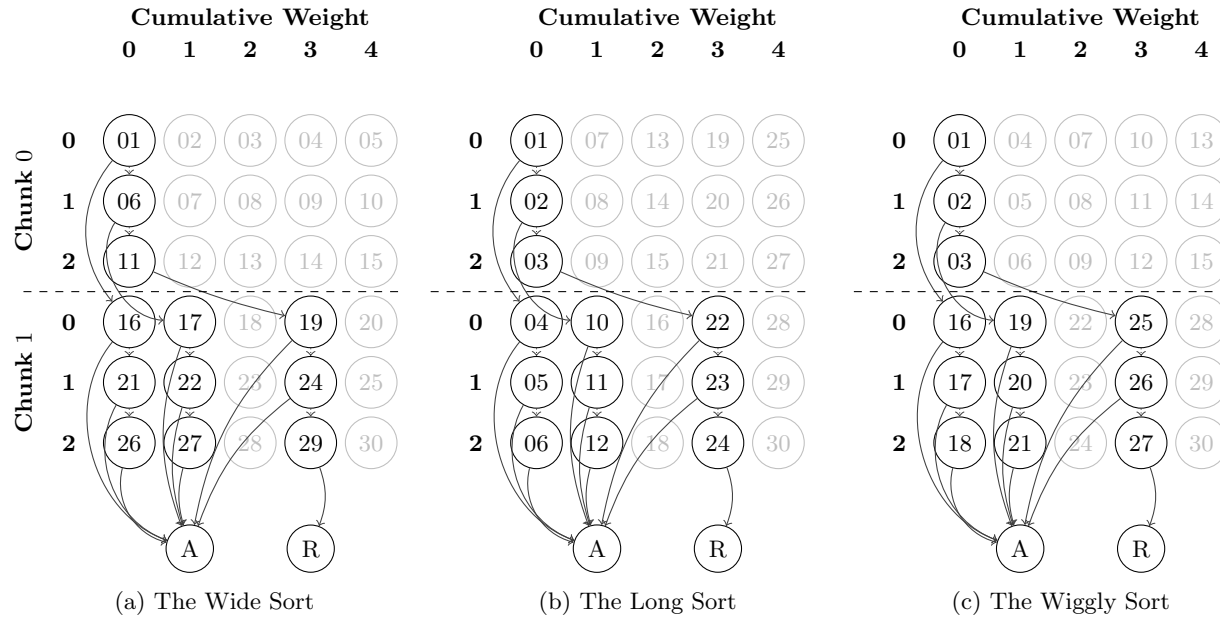 Cumulative Weight Cumulative Weight Cumulative Weight
0 1 2 3 4 0 1 2 3 4 0 1 2 3 4
Chunk 0
0 01 02 03 04 05 0 01 07 13 19 25 0 01 04 07 10 13
1 06 07 08 09 10 1 02 08 14 20 26 1 02 05 08 11 14
2 11 12 13 14 15 2 03 09 15 21 27 2 03 06 09 12 15
Chunk 1
0 16 17 18 19 20 0 04 10 16 22 28 0 16 19 22 25 28
1 21 22 23 24 25 1 05 11 17 23 29 1 17 20 23 26 29
2 26 27 28 29 30 2 06 12 18 24 30 2 18 21 24 27 30
A R A R A R
(a) The Wide Sort (b) The Long Sort (c) The Wiggly Sort